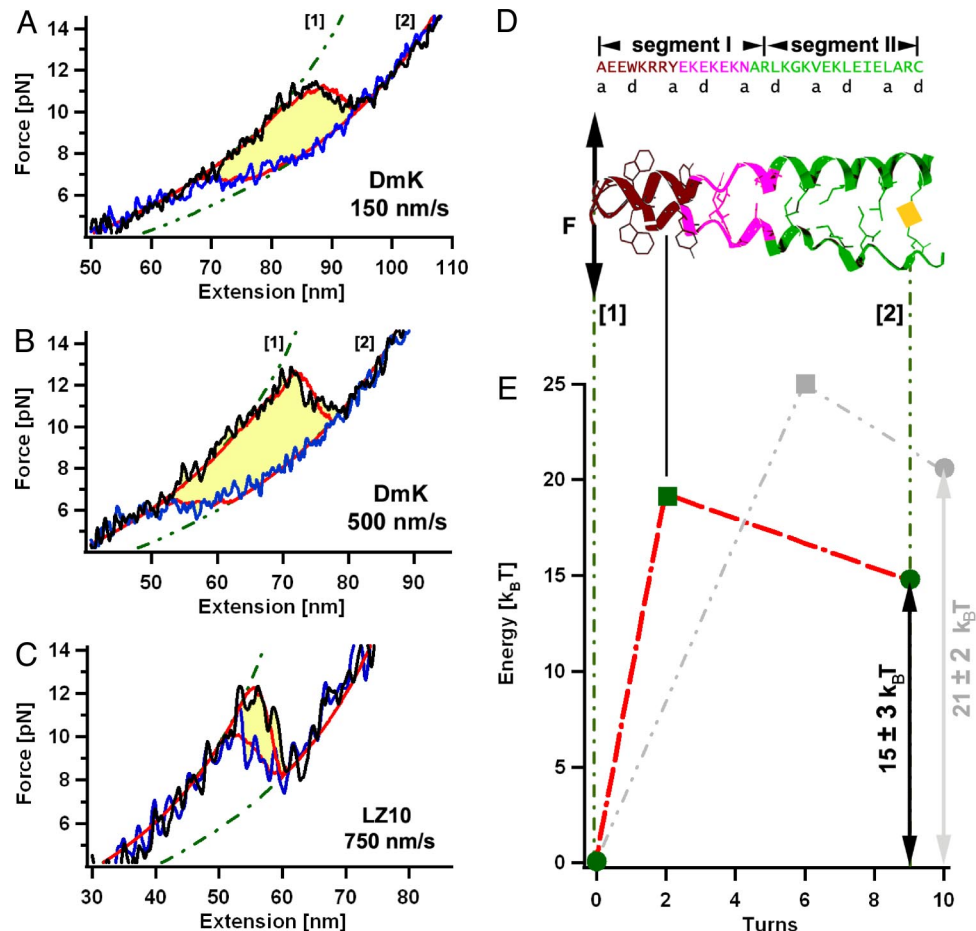 A
14
12
10
8
6
Force [pN]
[1]
[2]
DmK
150 nm/s
50 60 70 80 90 100 110
Extension [nm]
B
14
12
10
8
6
Force [pN]
[1]
[2]
DmK
500 nm/s
50 60 70 80 90
Extension [nm]
C
14
12
10
8
6
Force [pN]
LZ10
750 nm/s
30 40 50 60 70 80
Extension [nm]
D
segment I segment II
AEEWKRRYEKEKEKNARLKGKVEKLEIELARC
a d a d a d a d a d
F
[1]
[2]
E
25
20
15
10
5
0
Energy [kBT]
15 ± 3 kBT
21 ± 2 kBT
0 2 4 6 8 10
Turns